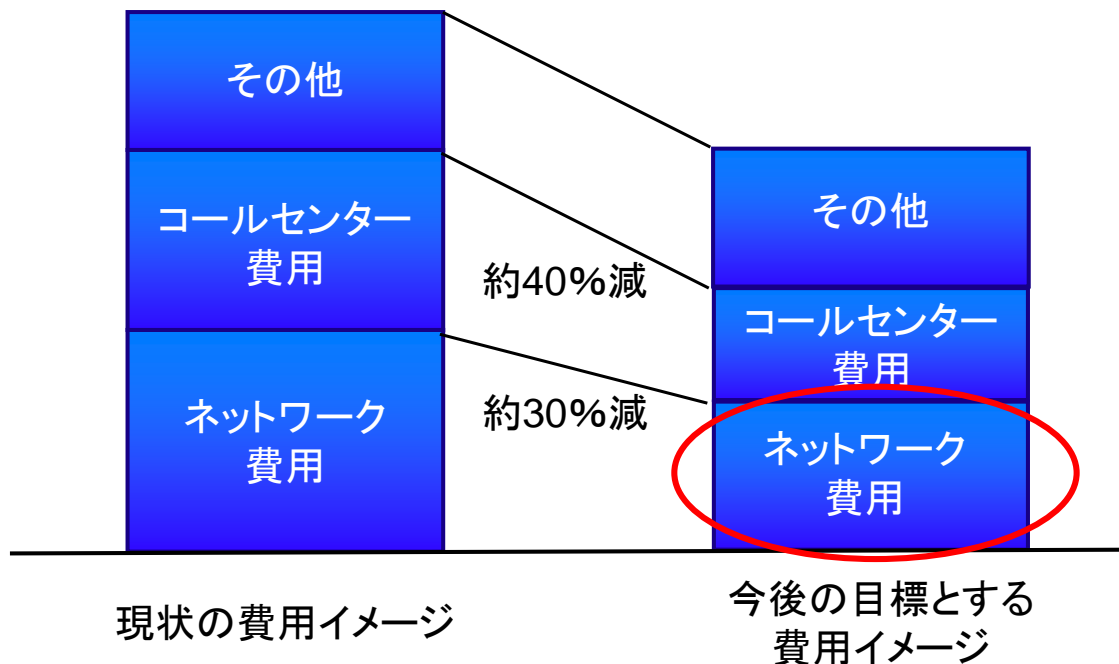 その他
コールセンター
費用
ネットワーク
費用
約40%減
約30%減
その他
コールセンター
費用
ネットワーク
費用
現状の費用イメージ
今後の目標とする
費用イメージ